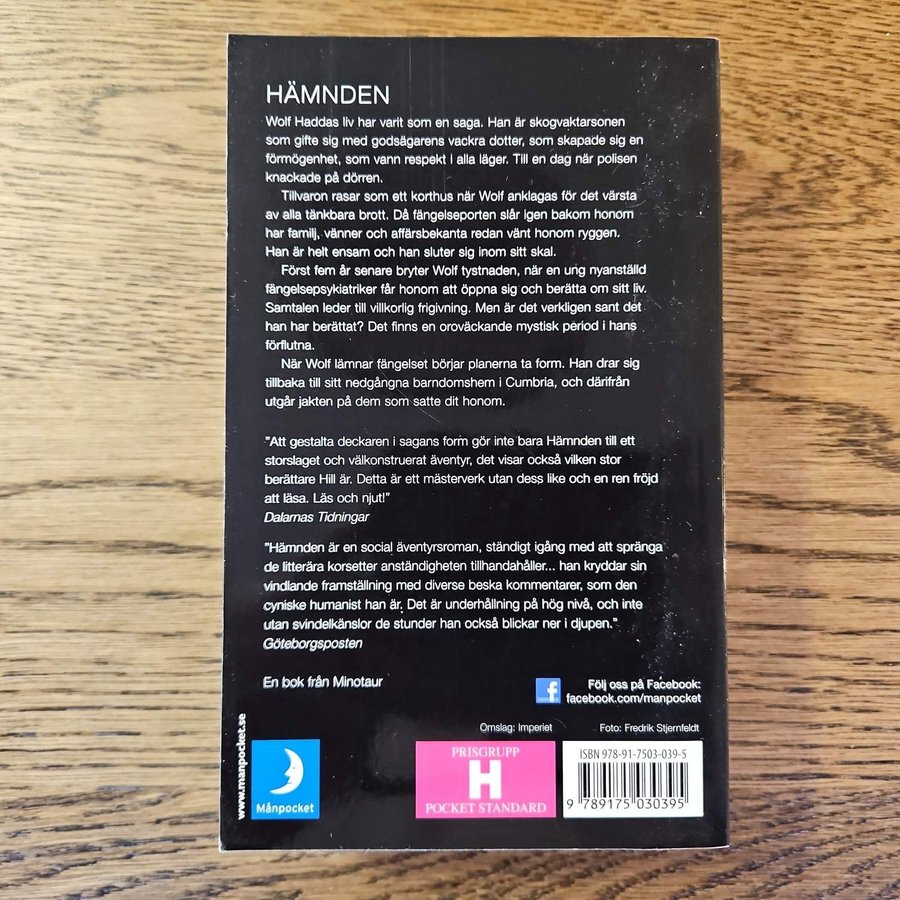 HÄMNDEN
Wolf Haddas liv har varit som en saga. Han är skogvaktarsonen
som gifte sig med godsägarens vackra dotter, som skapade sig en
förmögenhet, som vann respekt i alla läger. Till en dag när polisen
knackade på dörren.
Tillvaron rasar som ett korthus när Wolf anklagas för det värsta
av alla tänkbara brott. Då fängelseporten slår igen bakom honom
har familj, vänner och affärsbekanta redan vänt honom ryggen.
Han är helt ensam och han sluter sig inom sitt skal.
Först fem år senare bryter Wolf tystnaden, när en ung nyanställd
fängelsepsykiatriker får honom att öppna sig och berätta om sitt liv.
Samtalen leder till villkorlig frigivning. Men är det verkligen sant det
han har berättat? Det finns en oroväckande mystisk period i hans
förflutna.
När Wolf lämnar fängelset börjar planerna ta form. Han drar sig
tillbaka till sitt nedgångna barndomshem i Cumbria, och därifrån
utgår jakten på dem som satte dit honom.
"Att gestalta deckaren i sagans form gör inte bara Hämnden till ett
storslaget och välkonstruerat äventyr, det visar också vilken stor
berättare Hill är. Detta är ett mästerverk utan dess like och en ren fröjd
att läsa. Läs och njut!"
Dalarnas Tidningar
"Hämnden är en social äventyrsroman, ständigt igång med att spränga
de litterära korsetter anständigheten tillhandahåller... han kryddar sin
vindlande framställning med diverse beska kommentarer, som den
cyniske humanist han är. Det är underhållning på hög nivå, och inte
utan svindelkänslor de stunder han också blickar ner i djupen."
Göteborgsposten
En bok från Minotaur
f
Följ oss på Facebook:
facebook.com/manpocket
Omslag: Imperiet
Foto: Fredrik Stjernfeldt
www.manpocket.se
Månpocket
PRISGRUPP
H
POCKET STANDARD
ISBN 978-91-7503-039-5
9 789175 030395